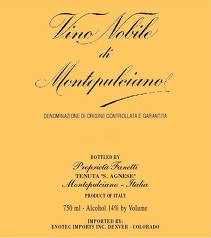 Vino Nobile
di
Montepulciano
DENOMINAZIONE DI ORIGINE CONTROLLATA E GARANTITA
BOTTLED BY
Proprietà Fanetti
TENUTA "S. AGNESE"
Montepulciano - Italia
PRODUCT OF ITALY
750 ml - Alcohol 14% by Volume
IMPORTED BY:
ENOTEC IMPORTS INC. DENVER - COLORADO